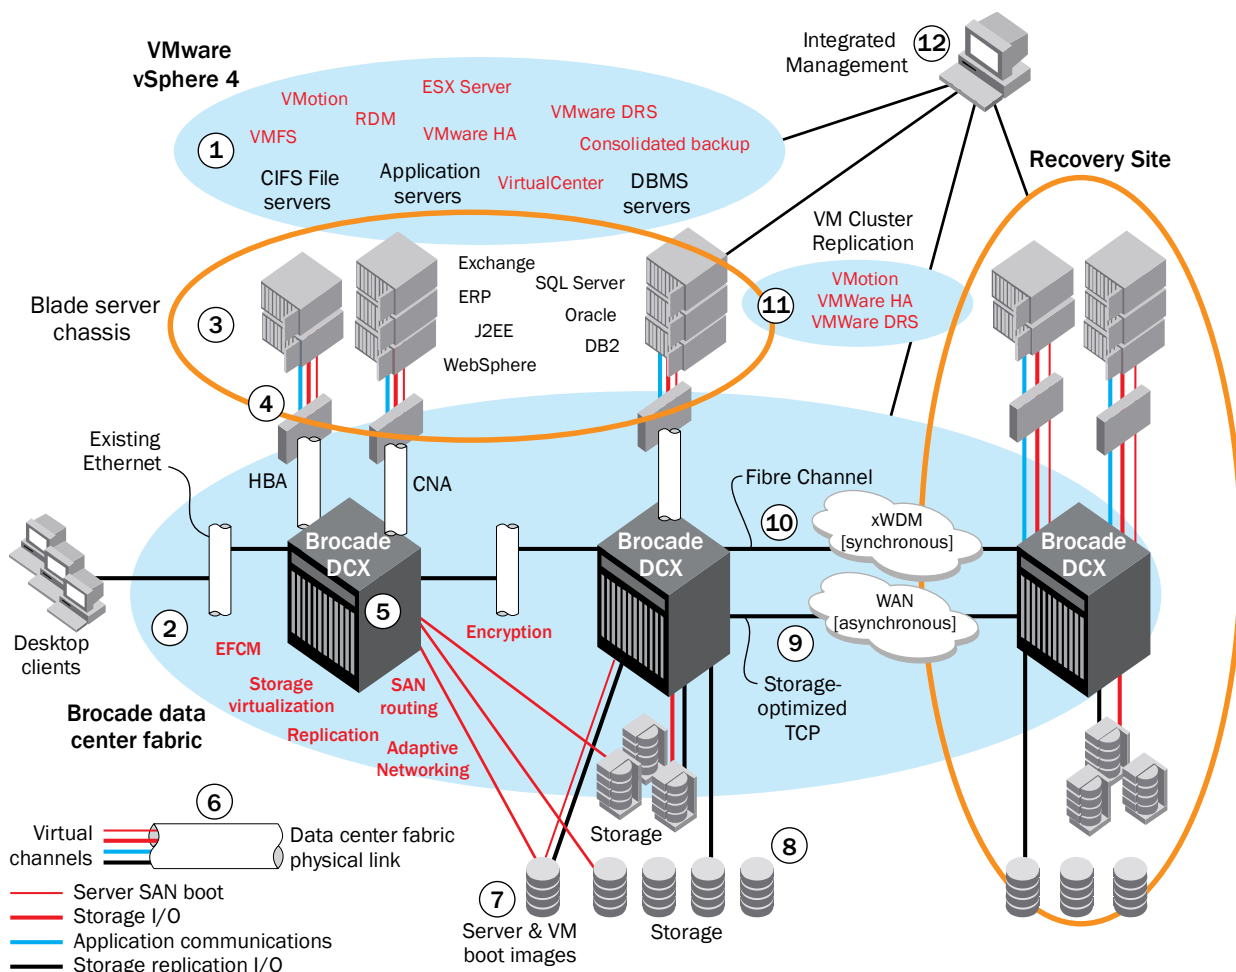 VMware
vSphere 4
1
VMotion
ESX Server
RDM
VMware DRS
VMFS
VMware HA
Consolidated backup
CIFS File
servers
Application
servers
VirtualCenter
DBMS
servers
Integrated
Management
12
Recovery Site
VM Cluster
Replication
11
VMotion
VMWare HA
VMWare DRS
Blade server
chassis
3
Exchange
SQL Server
ERP
Oracle
J2EE
DB2
WebSphere
4
Existing
Ethernet
HBA
CNA
Fibre Channel
10
xWDM
[synchronous]
Brocade
DCX
Brocade
DCX
Brocade
DCX
5
2
Desktop
clients
WAN
[asynchronous]
9
Storage-
optimized
TCP
EFCM
Encryption
Storage
virtualization
SAN
routing
Replication
Adaptive
Networking
Brocade data
center fabric
6
Virtual
channels
Data center fabric
physical link
Server SAN boot
Storage I/O
Application communications
Storage replication I/O
Storage
8
7
Server & VM
boot images
Storage